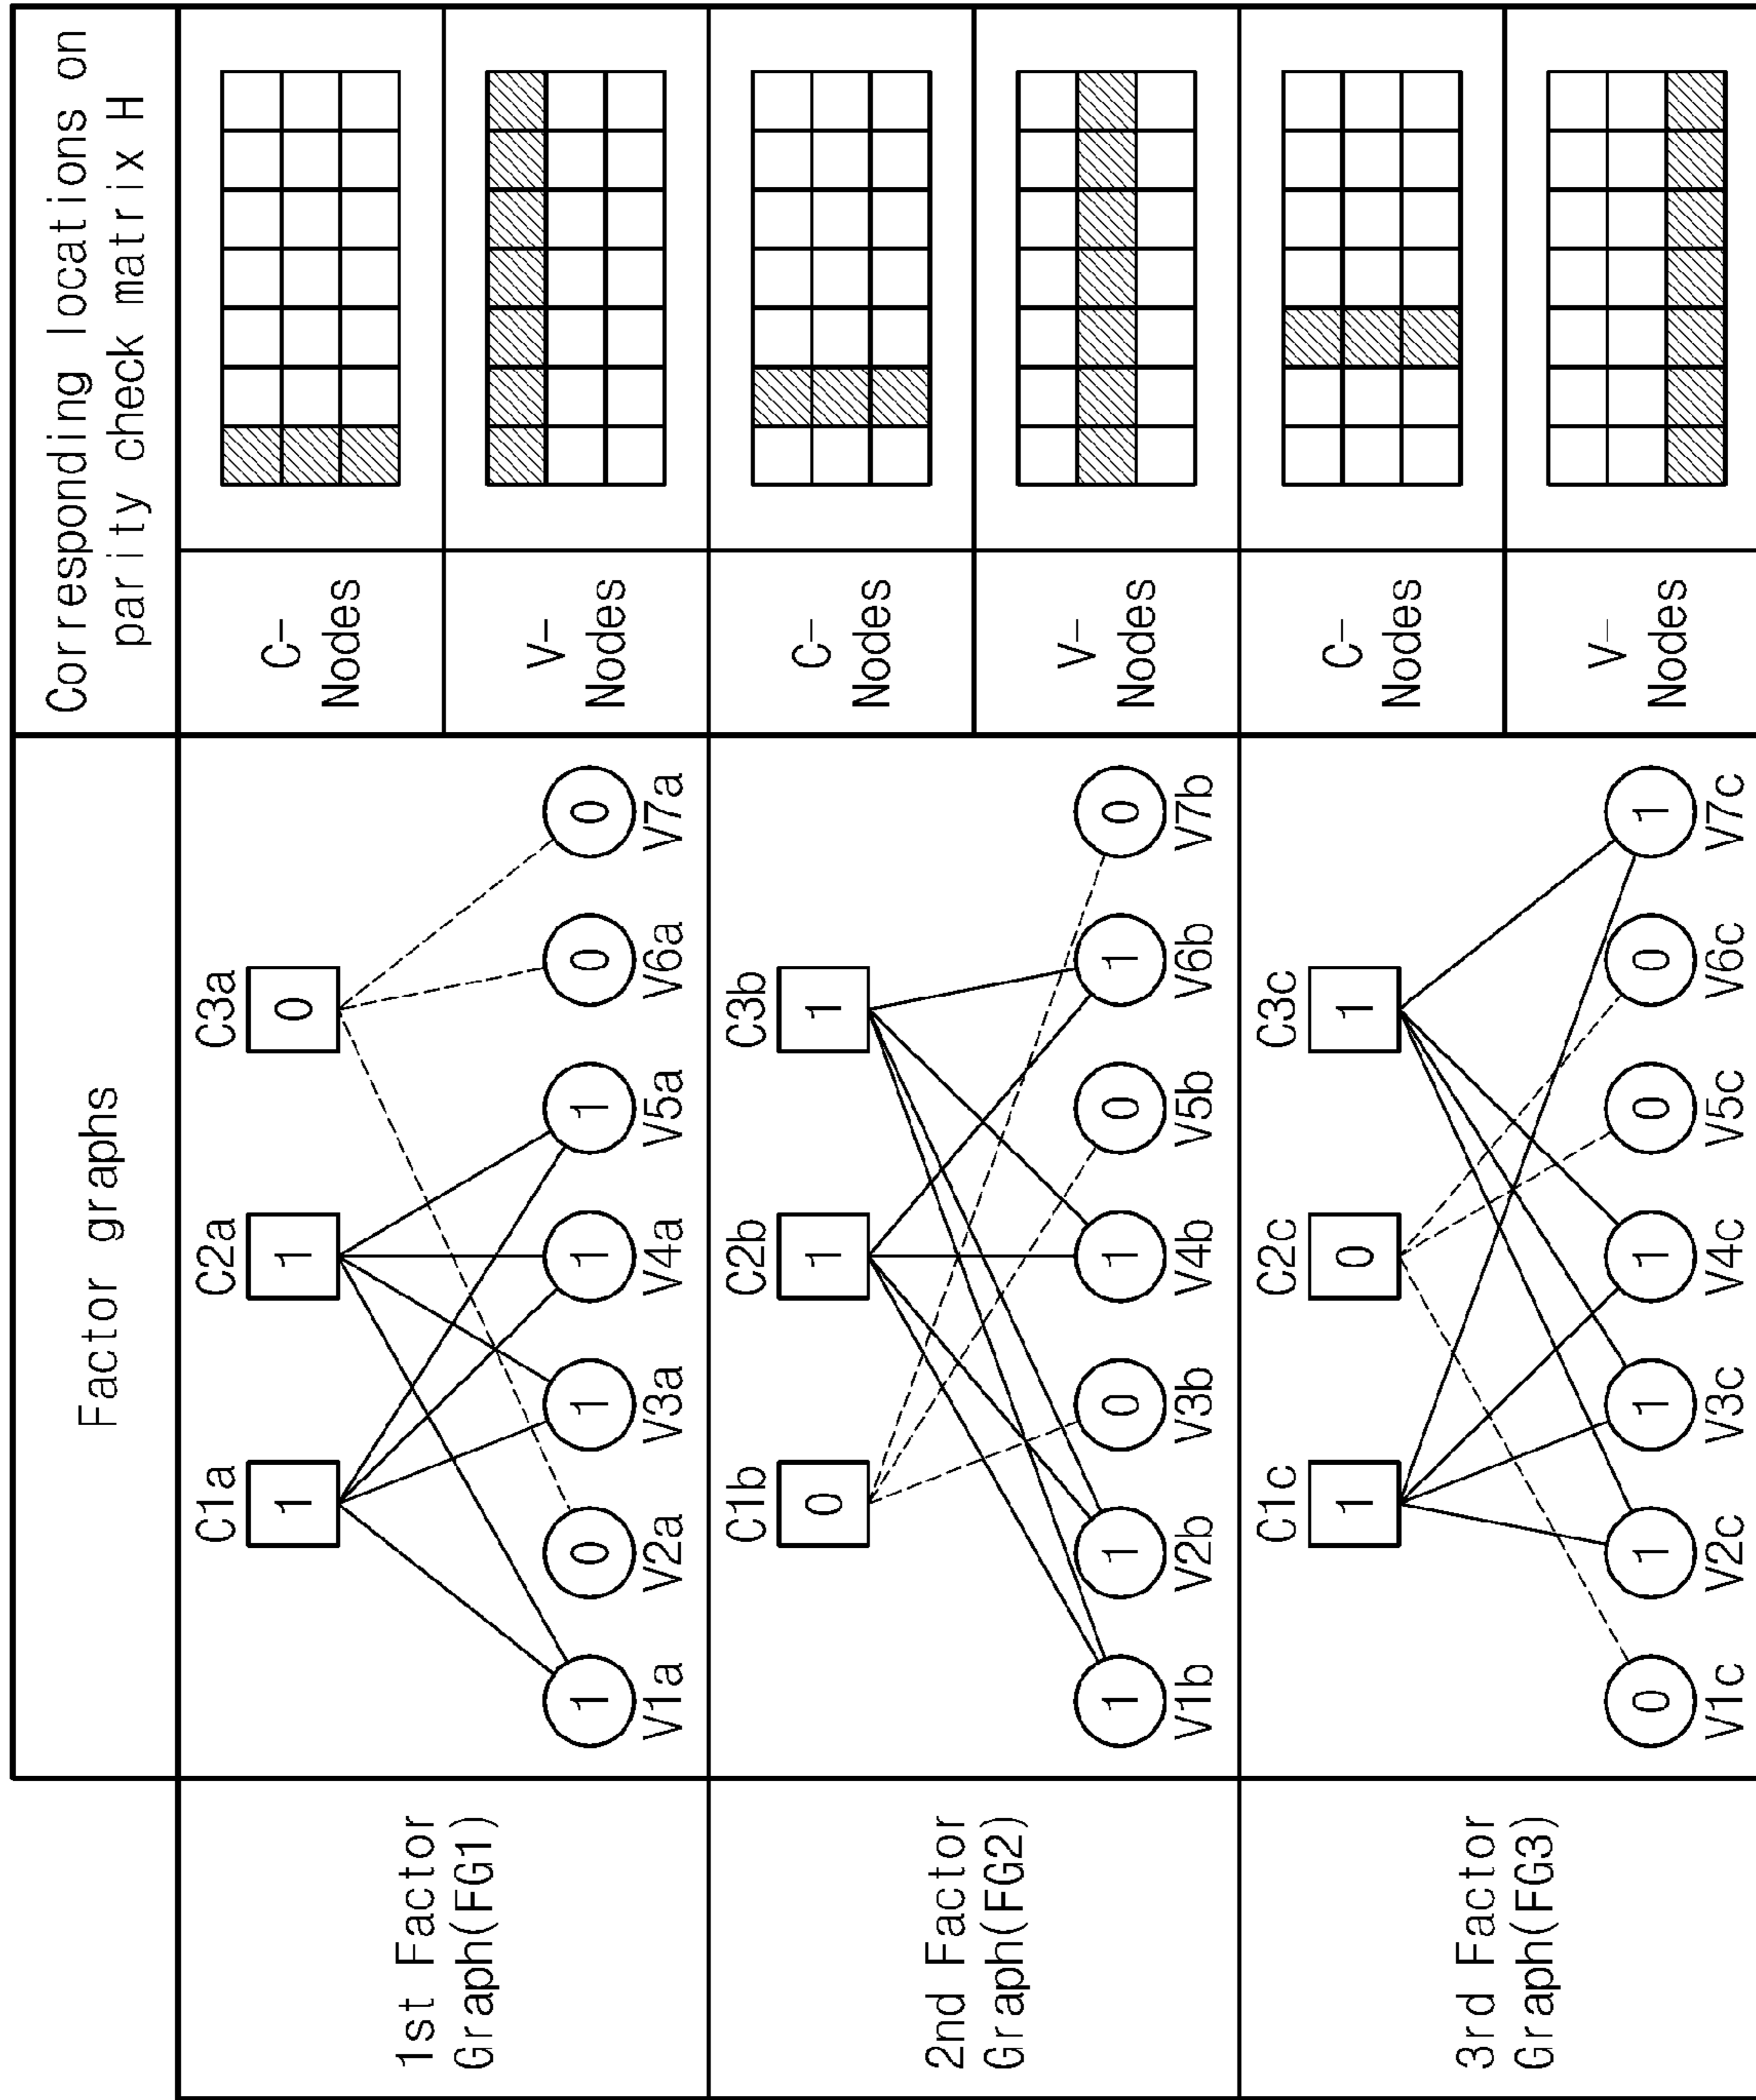 Factor graphs
Corresponding locations on
parity check matrix H
1st Factor
Graph(FG1)
C1a C2a C3a
1 1 0
1 0 1 1 1 0 0
V1a V2a V3a V4a V5a V6a V7a
C-
Nodes
V-
Nodes
2nd Factor
Graph(FG2)
C1b C2b C3b
0 1 1
1 1 0 1 0 1 0
V1b V2b V3b V4b V5b V6b V7b
C-
Nodes
V-
Nodes
3rd Factor
Graph(FG3)
C1c C2c C3c
1 0 1
0 1 1 1 0 0 1
V1c V2c V3c V4c V5c V6c V7c
C-
Nodes
V-
Nodes